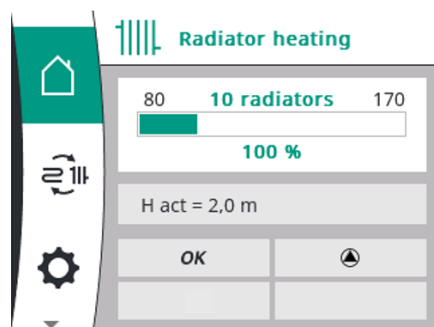 Radiator heating
80 10 radiators 170
100 %
H act = 2,0 m
OK